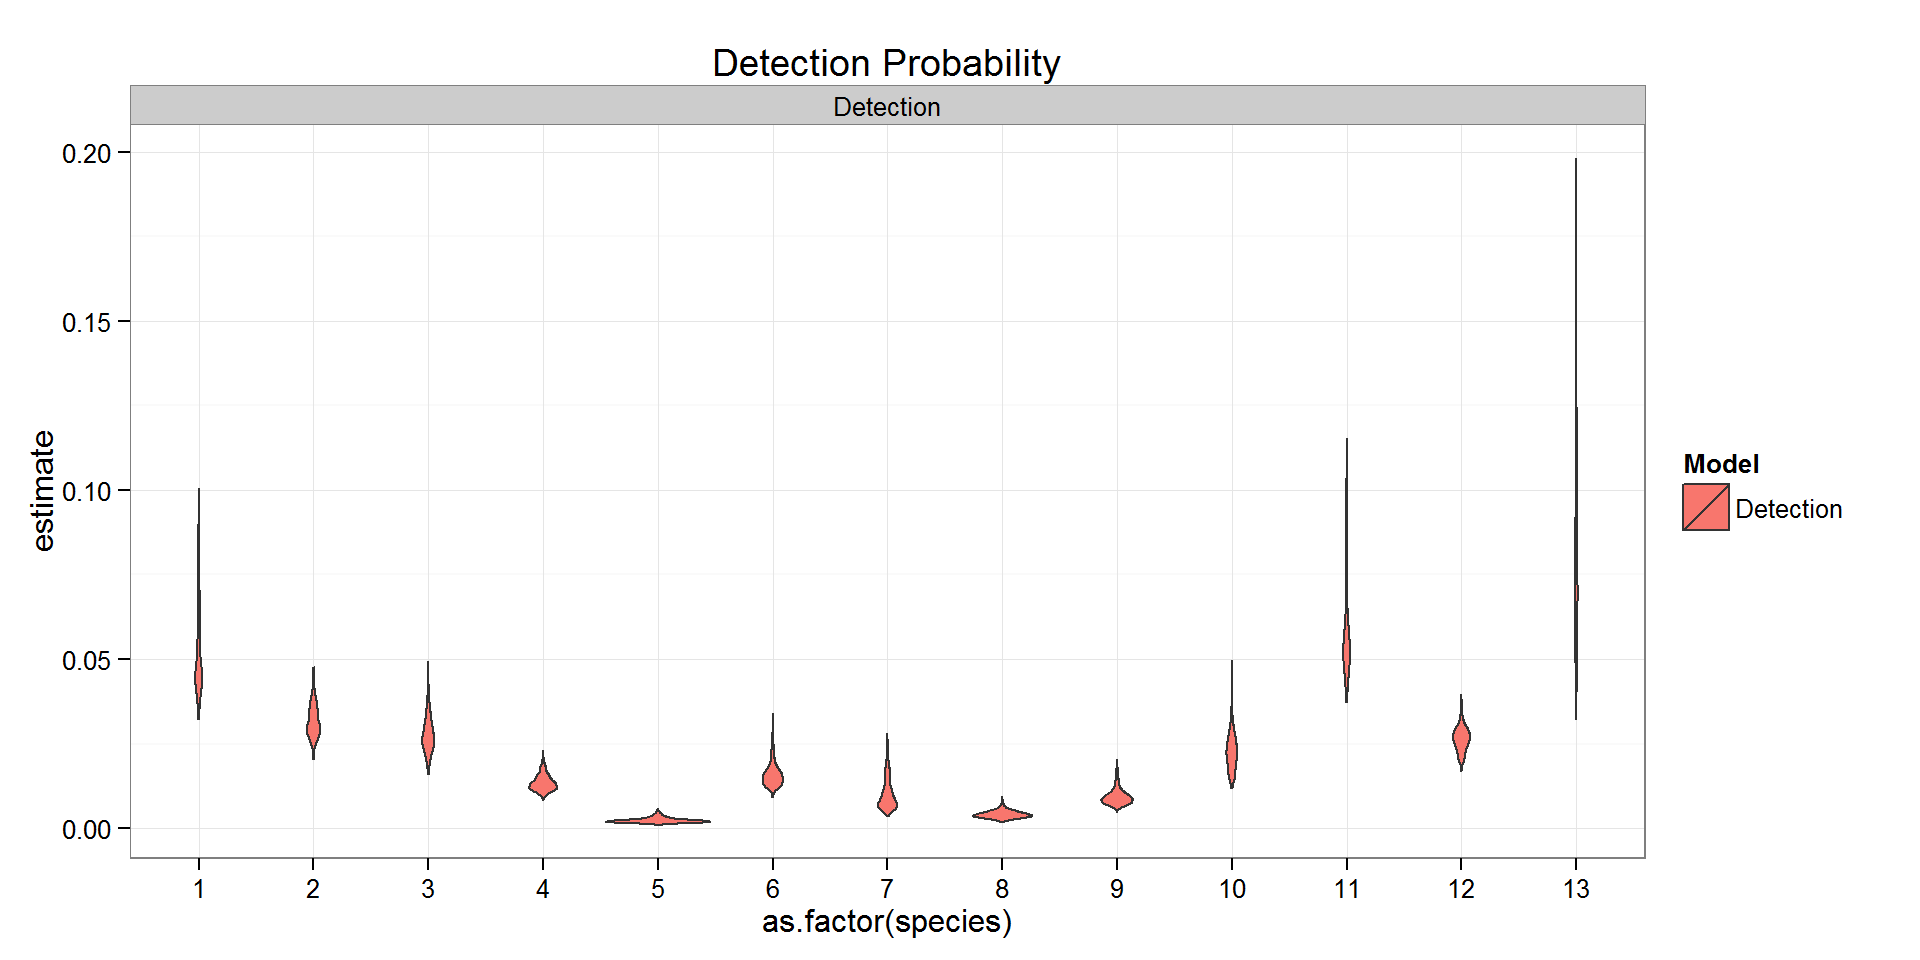 Detection Probability
Detection
0.20
0.15
0.10
0.05
0.00
estimate
1 2 3 4 5 6 7 8 9 10 11 12 13
as.factor(species)
Model
Detection